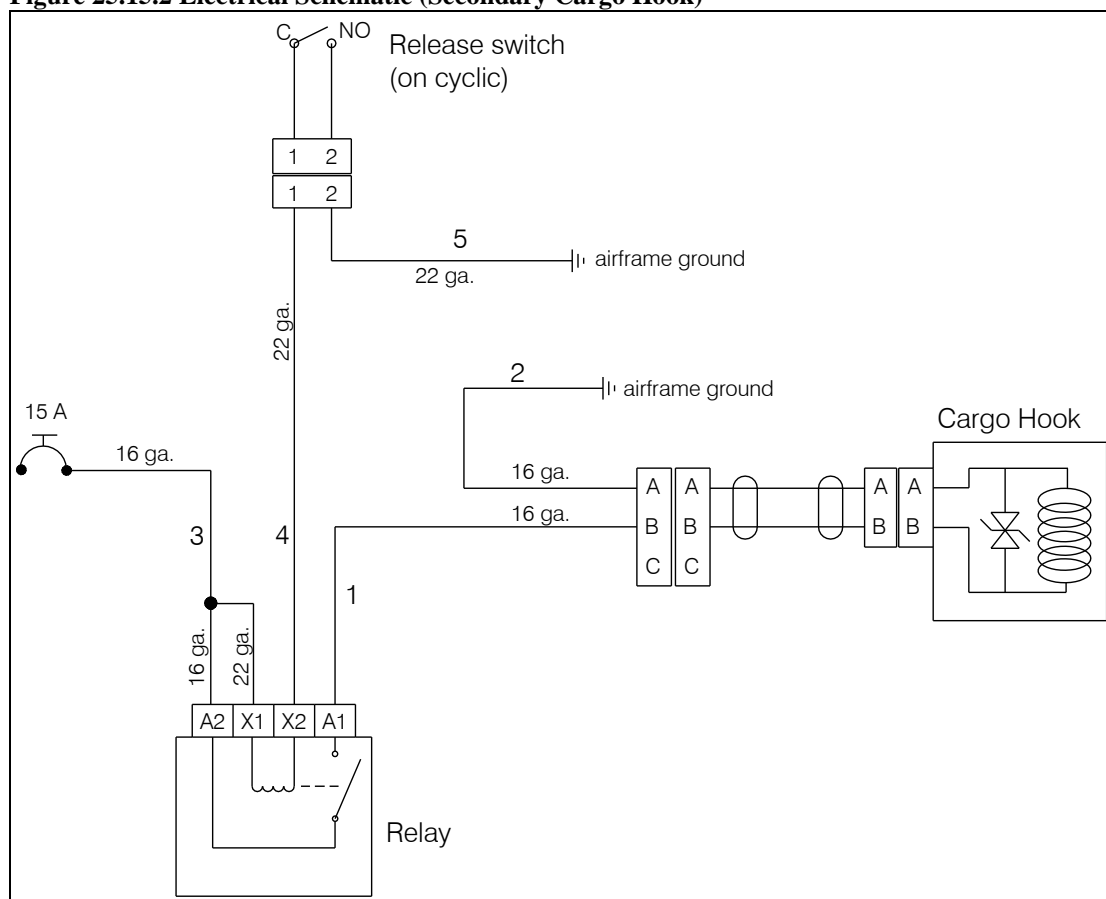 Figure 25.15.2 Electrical Schematic (Secondary Cargo Hook)
C NO
Release switch
(on cyclic)
1 2
1 2
5
22 ga.
airframe ground
22 ga.
2
airframe ground
15 A
16 ga.
Cargo Hook
16 ga.
A A A A
16 ga.
B B B B
C C
3
4
1
16 ga.
22 ga.
A2 X1 X2 A1
Relay